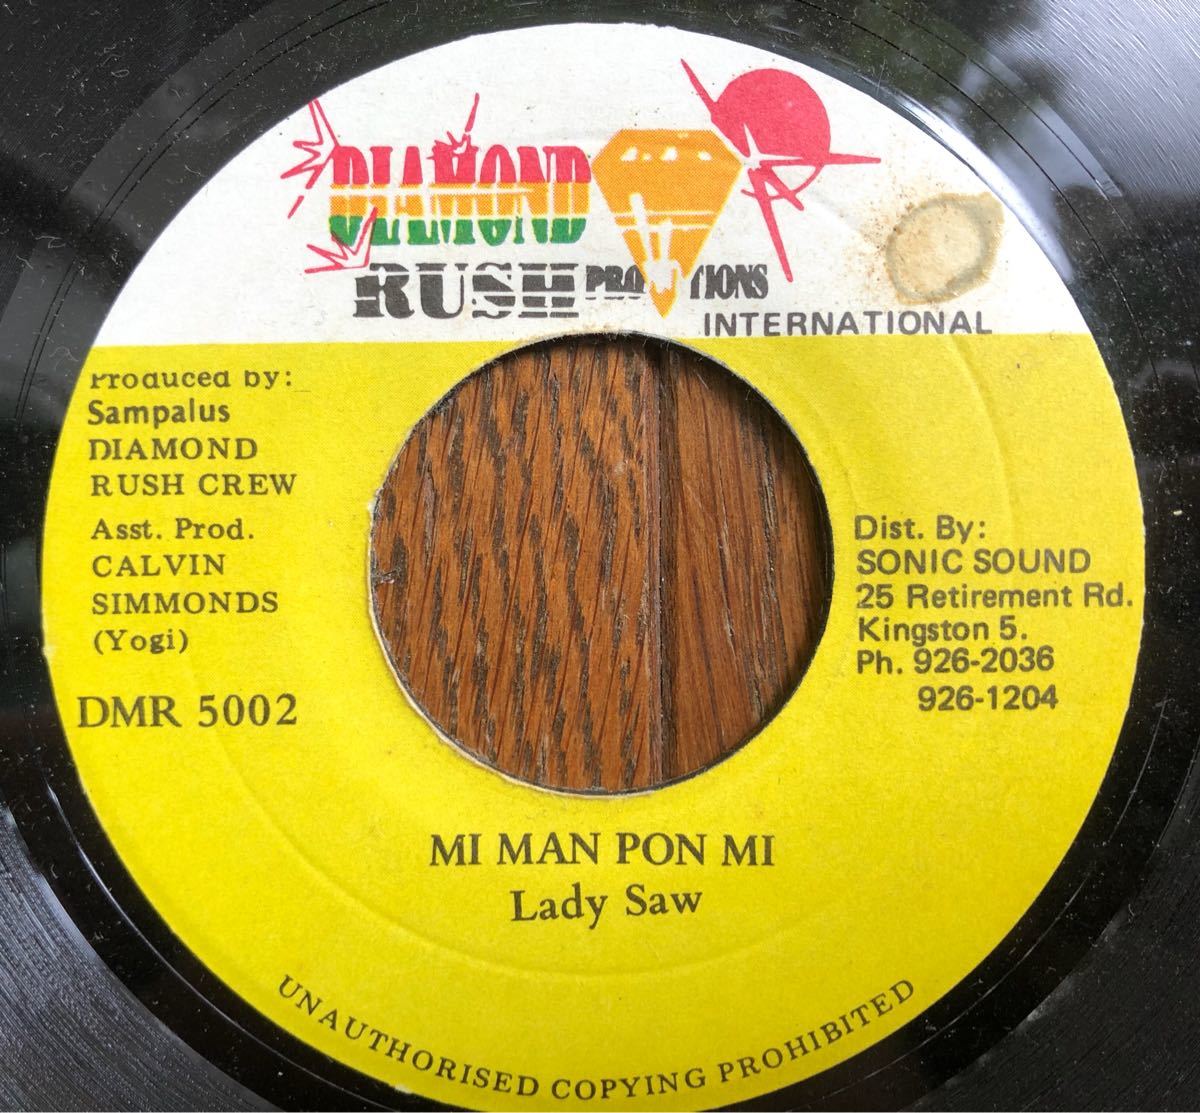 DIAMOND
RUSH PRO TIONS
INTERNATIONAL
Produced by:
Sampalus
DIAMOND
RUSH CREW
Asst. Prod.
CALVIN
SIMMONDS
(Yogi)
DMR 5002
Dist. By:
SONIC SOUND
25 Retirement Rd.
Kingston 5.
Ph. 926-2036
926-1204
MI MAN PON MI
Lady Saw
UNAUTHORISED COPYING PROHIBITED